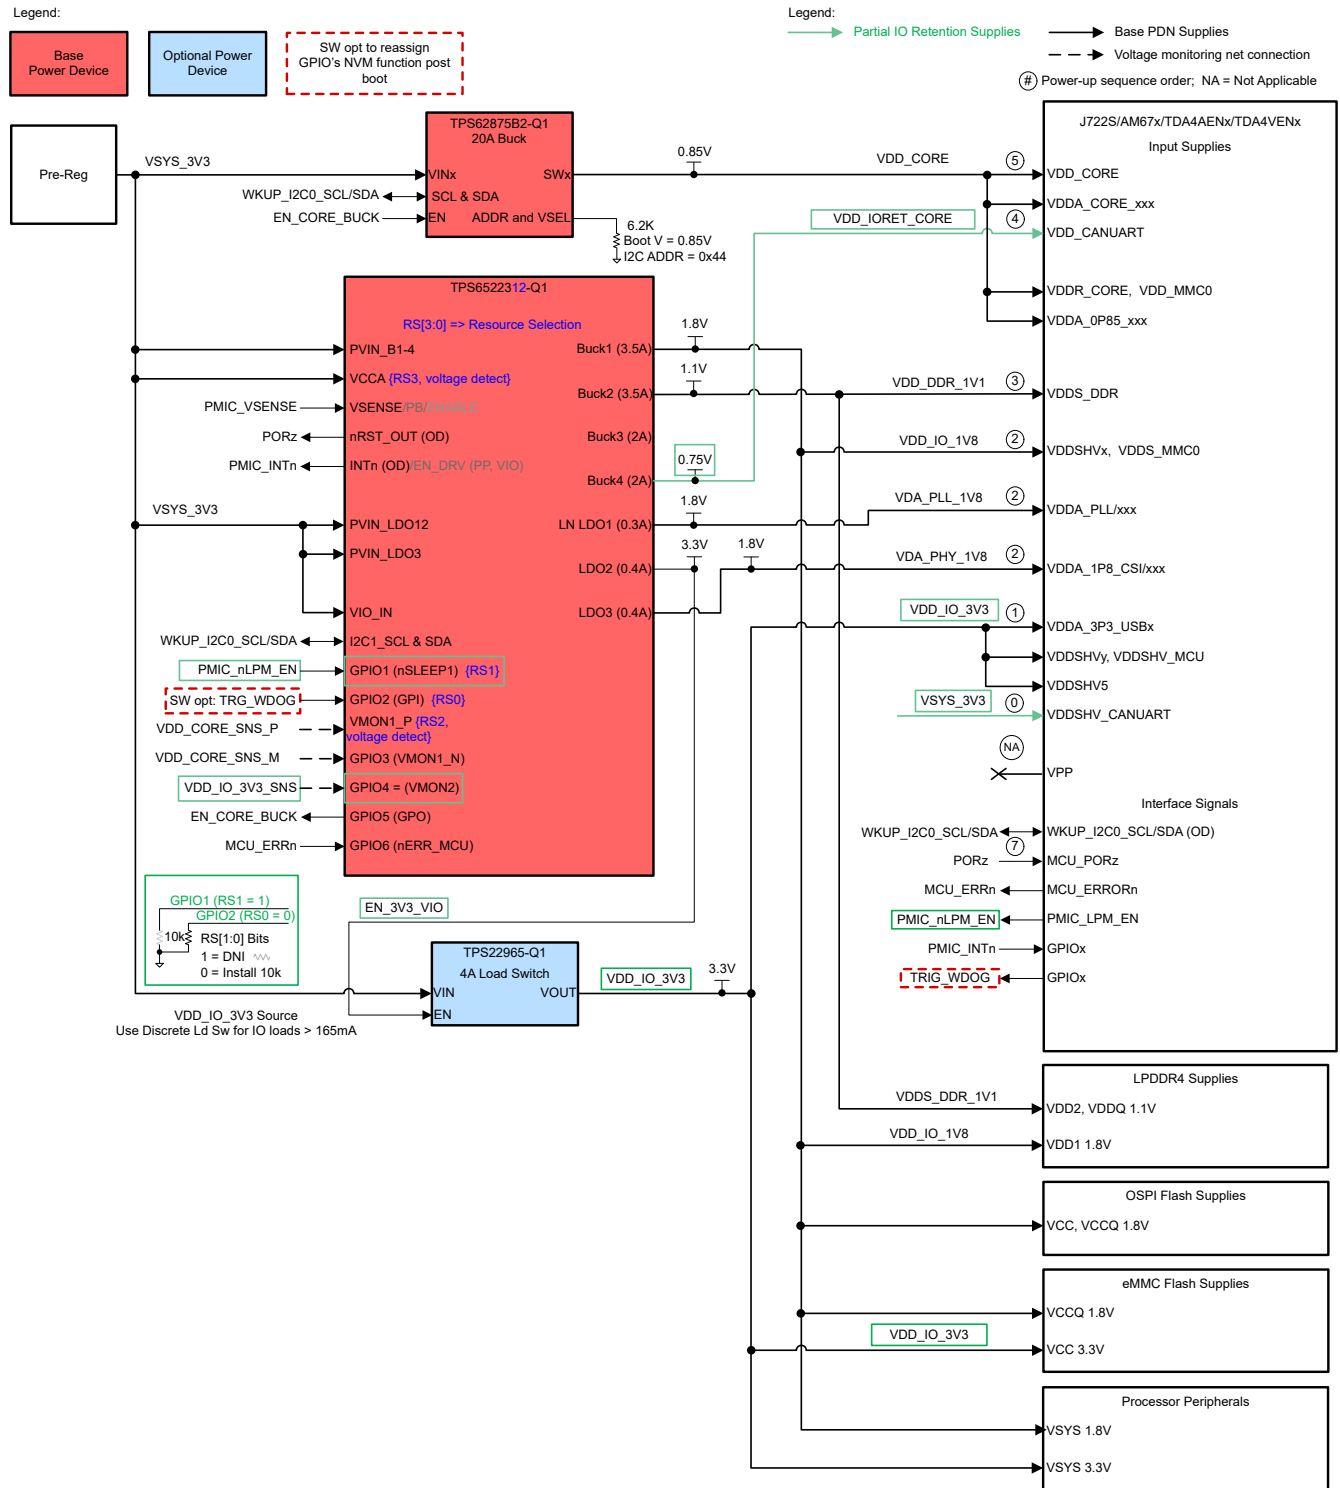 Legend:
Base
Power Device
Optional Power
Device
SW opt to reassign
GPIO's NVM function post
boot
Legend:
Partial IO Retention Supplies
Base PDN Supplies
Voltage monitoring net connection
# Power-up sequence order; NA = Not Applicable
Pre-Reg
VSYS_3V3
TPS62875B2-Q1
20A Buck
VINx
SWx
WKUP_I2C0_SCL/SDA
SCL & SDA
EN_CORE_BUCK
EN
ADDR and VSEL
6.2K
Boot V = 0.85V
I2C ADDR = 0x44
0.85V
VDD_CORE
5
VDD_IORET_CORE
4
J722S/AM67x/TDA4AENx/TDA4VENx
Input Supplies
VDD_CORE
VDDA_CORE_xxx
VDD_CANUART
VDDR_CORE, VDD_MMC0
VDDA_0P85_xxx
TPS6522312-Q1
RS[3:0] => Resource Selection
PVIN_B1-4
Buck1 (3.5A)
1.8V
VCCA {RS3, voltage detect}
Buck2 (3.5A)
1.1V
VDD_DDR_1V1
3
VDDS_DDR
PMIC_VSENSE
VSENSE/PB/ENABLE
PORz
nRST_OUT (OD)
Buck3 (2A)
VDD_IO_1V8
2
VDDSHVx, VDDS_MMC0
PMIC_INTn
INTn (OD)/EN_DRV (PP, VIO)
Buck4 (2A)
0.75V
VSYS_3V3
PVIN_LDO12
LN LDO1 (0.3A)
1.8V
VDA_PLL_1V8
2
VDDA_PLL/xxx
PVIN_LDO3
LDO2 (0.4A)
3.3V
1.8V
VDA_PHY_1V8
2
VDDA_1P8_CSI/xxx
VIO_IN
LDO3 (0.4A)
VDD_IO_3V3
1
VDDA_3P3_USBx
WKUP_I2C0_SCL/SDA
I2C1_SCL & SDA
VDDSHVy, VDDSHV_MCU
PMIC_nLPM_EN
GPIO1 (nSLEEP1) {RS1}
VDDSHV5
SW opt: TRG_WDOG
GPIO2 (GPI) {RS0}
VSYS_3V3
0
VDDSHV_CANUART
VDD_CORE_SNS_P
VMON1_P {RS2,
voltage detect}
VDD_CORE_SNS_M
GPIO3 (VMON1_N)
NA
VPP
VDD_IO_3V3_SNS
GPIO4 = (VMON2)
Interface Signals
EN_CORE_BUCK
GPIO5 (GPO)
WKUP_I2C0_SCL/SDA
WKUP_I2C0_SCL/SDA (OD)
MCU_ERRn
GPIO6 (nERR_MCU)
7
PORz
MCU_PORz
MCU_ERRn
MCU_ERRORn
PMIC_nLPM_EN
PMIC_LPM_EN
PMIC_INTn
GPIOx
TRIG_WDOG
GPIOx
GPIO1 (RS1 = 1)
GPIO2 (RS0 = 0)
10k
RS[1:0] Bits
1 = DNI
0 = Install 10k
EN_3V3_VIO
TPS22965-Q1
4A Load Switch
VIN
VOUT
EN
VDD_IO_3V3
3.3V
VDD_IO_3V3 Source
Use Discrete Ld Sw for IO loads > 165mA
LPDDR4 Supplies
VDDS_DDR_1V1
VDD2, VDDQ 1.1V
VDD_IO_1V8
VDD1 1.8V
OSPI Flash Supplies
VCC, VCCQ 1.8V
eMMC Flash Supplies
VCCQ 1.8V
VDD_IO_3V3
VCC 3.3V
Processor Peripherals
VSYS 1.8V
VSYS 3.3V